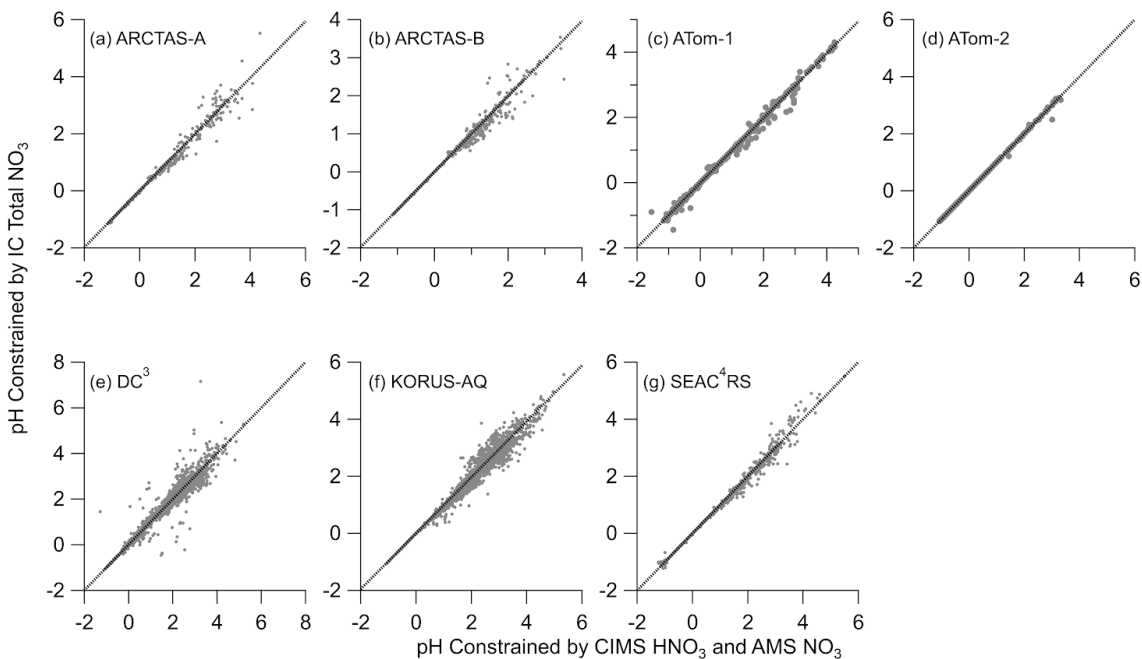 pH Constrained by IC Total NO3
(a) ARCTAS-A
6
4
2
0
-2
-2 0 2 4 6
(b) ARCTAS-B
4
3
2
1
0
-1
-2
-2 0 2 4
(c) ATom-1
4
2
0
-2
-2 0 2 4
(d) ATom-2
6
4
2
0
-2
-2 0 2 4 6
(e) DC3
8
6
4
2
0
-2
-2 0 2 4 6 8
(f) KORUS-AQ
6
4
2
0
-2
-2 0 2 4 6
(g) SEAC4RS
6
4
2
0
-2
-2 0 2 4 6
pH Constrained by CIMS HNO3 and AMS NO3